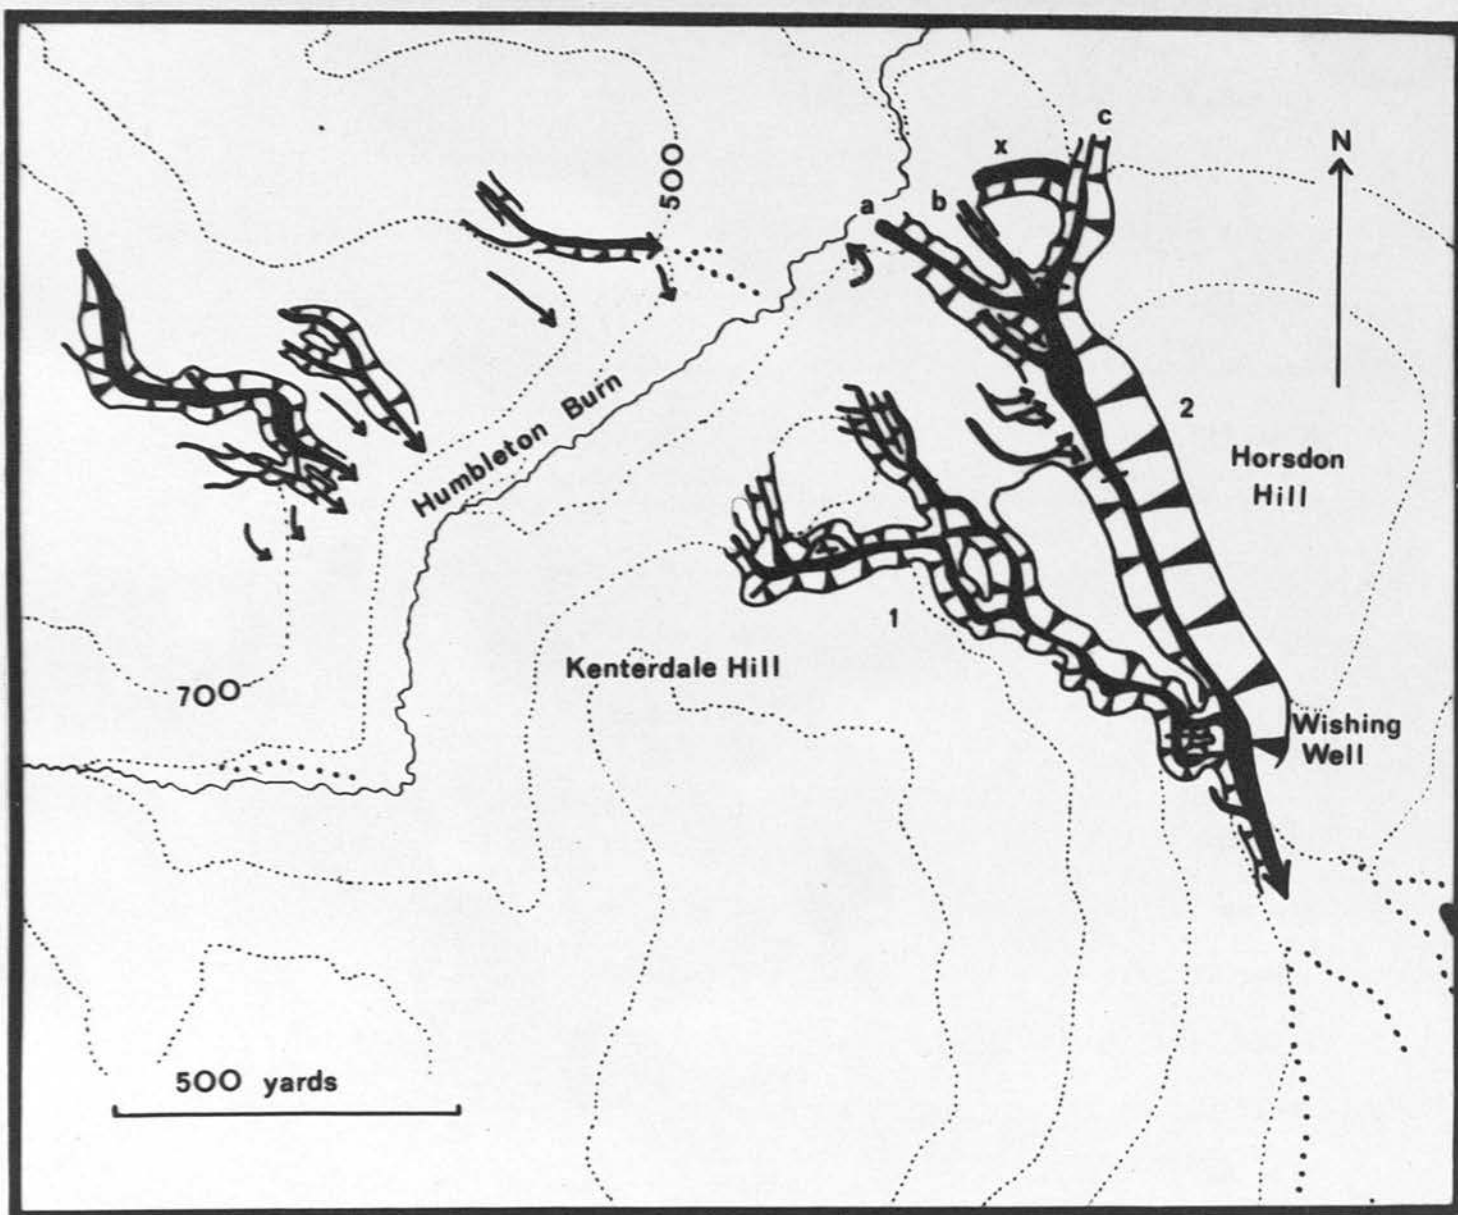 c
x
N
500
a
b
2
Humbleton Burn
Horsdon
Hill
1
Kenterdale Hill
700
Wishing
Well
500 yards